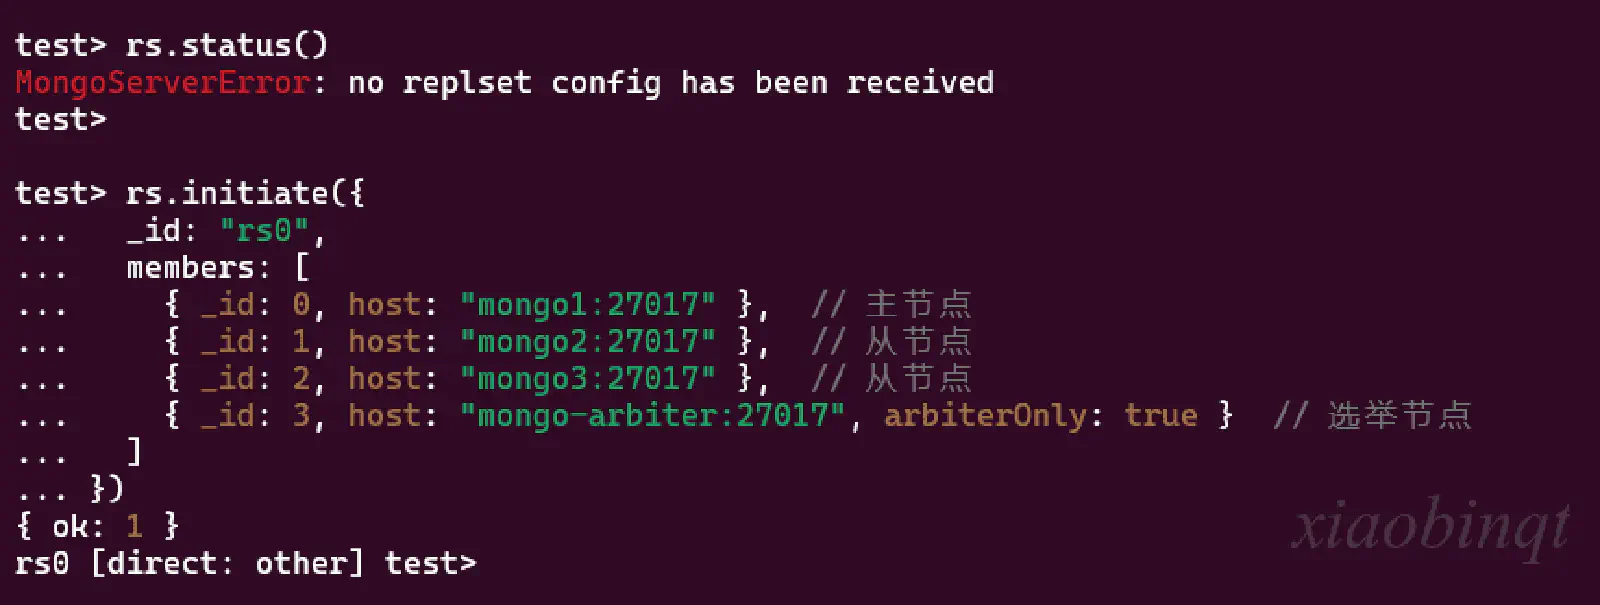 test> rs.status()
MongoServerError: no replset config has been received
test>
test> rs.initiate({
...   _id: "rs0",
...   members: [
...     { _id: 0, host: "mongo1:27017" },  // 主节点
...     { _id: 1, host: "mongo2:27017" },  // 从节点
...     { _id: 2, host: "mongo3:27017" },  // 从节点
...     { _id: 3, host: "mongo-arbiter:27017", arbiterOnly: true }  // 选举节点
...   ]
... })
{ ok: 1 }
rs0 [direct: other] test>
xiaobinqt